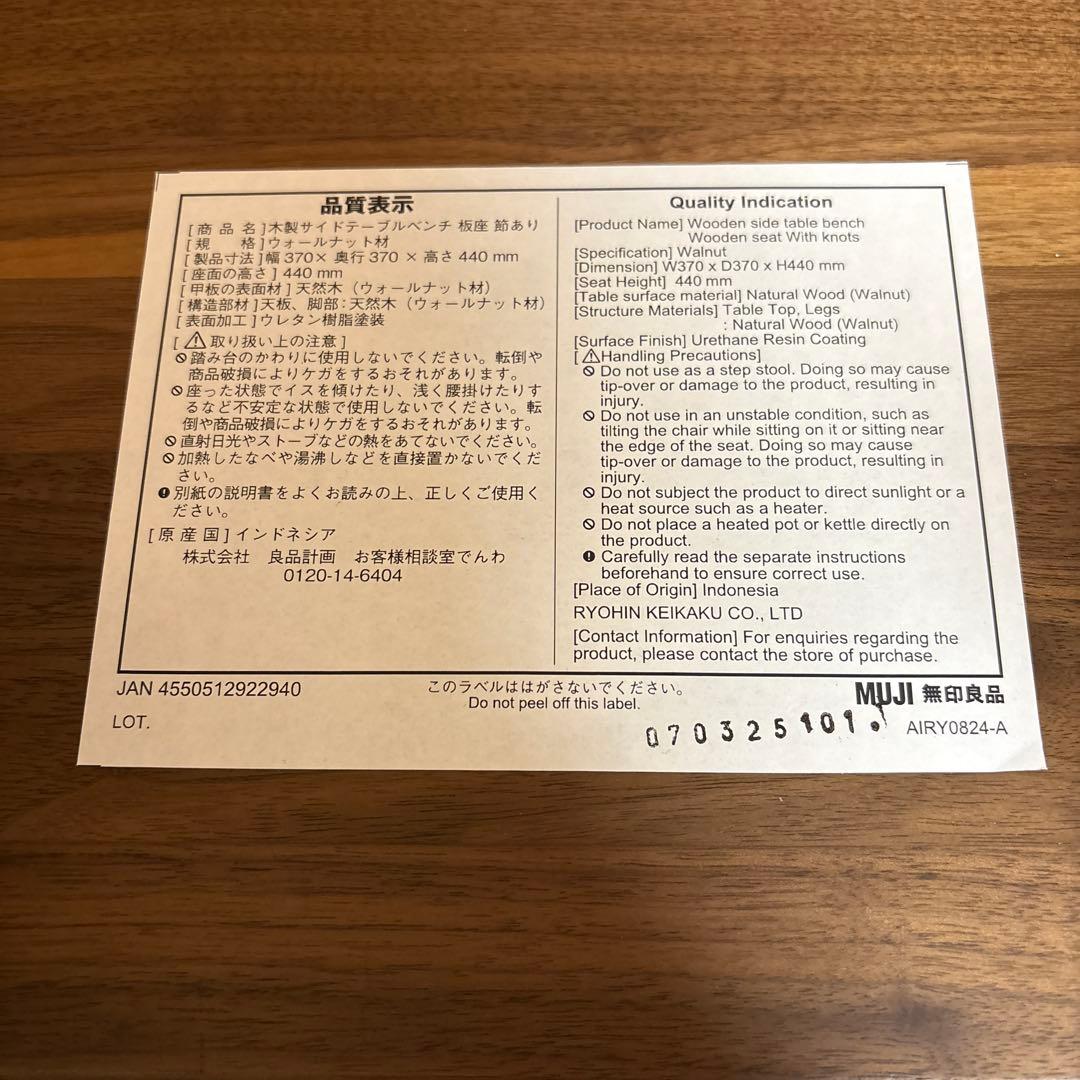 品質表示
[商品名]木製サイドテーブルベンチ 板座 節あり
[規格]ウォールナット材
[製品寸法]幅370× 奥行370 × 高さ440 mm
[座面の高さ] 440 mm
[甲板の表面材] 天然木（ウォールナット材）
[構造部材] 天板、脚部：天然木（ウォールナット材）
[表面加工]ウレタン樹脂塗装
[⚠取り扱い上の注意]
🚫踏み台のかわりに使用しないでください。転倒や
商品破損によりケガをするおそれがあります。
🚫座った状態でイスを傾けたり、浅く腰掛けたりす
るなど不安定な状態で使用しないでください。転
倒や商品破損によりケガをするおそれがあります。
🚫直射日光やストーブなどの熱をあてないでください。
🚫加熱したなべや湯沸しなどを直接置かないでくだ
さい。
❗別紙の説明書をよくお読みの上、正しくご使用く
ださい。
[原産国]インドネシア
株式会社 良品計画 お客様相談室でんわ
0120-14-6404
Quality Indication
[Product Name] Wooden side table bench
Wooden seat With knots
[Specification] Walnut
[Dimension] W370 x D370 x H440 mm
[Seat Height] 440 mm
[Table surface material] Natural Wood (Walnut)
[Structure Materials] Table Top, Legs
: Natural Wood (Walnut)
[Surface Finish] Urethane Resin Coating
[⚠Handling Precautions]
🚫 Do not use as a step stool. Doing so may cause
tip-over or damage to the product, resulting in
injury.
🚫 Do not use in an unstable condition, such as
tilting the chair while sitting on it or sitting near
the edge of the seat. Doing so may cause
tip-over or damage to the product, resulting in
injury.
🚫 Do not subject the product to direct sunlight or a
heat source such as a heater.
🚫 Do not place a heated pot or kettle directly on
the product.
❗ Carefully read the separate instructions
beforehand to ensure correct use.
[Place of Origin] Indonesia
RYOHIN KEIKAKU CO., LTD
[Contact Information] For enquiries regarding the
product, please contact the store of purchase.
JAN 4550512922940
このラベルははがさないでください。
Do not peel off this label.
MUJI 無印良品
LOT.
070325101.
AIRY0824-A